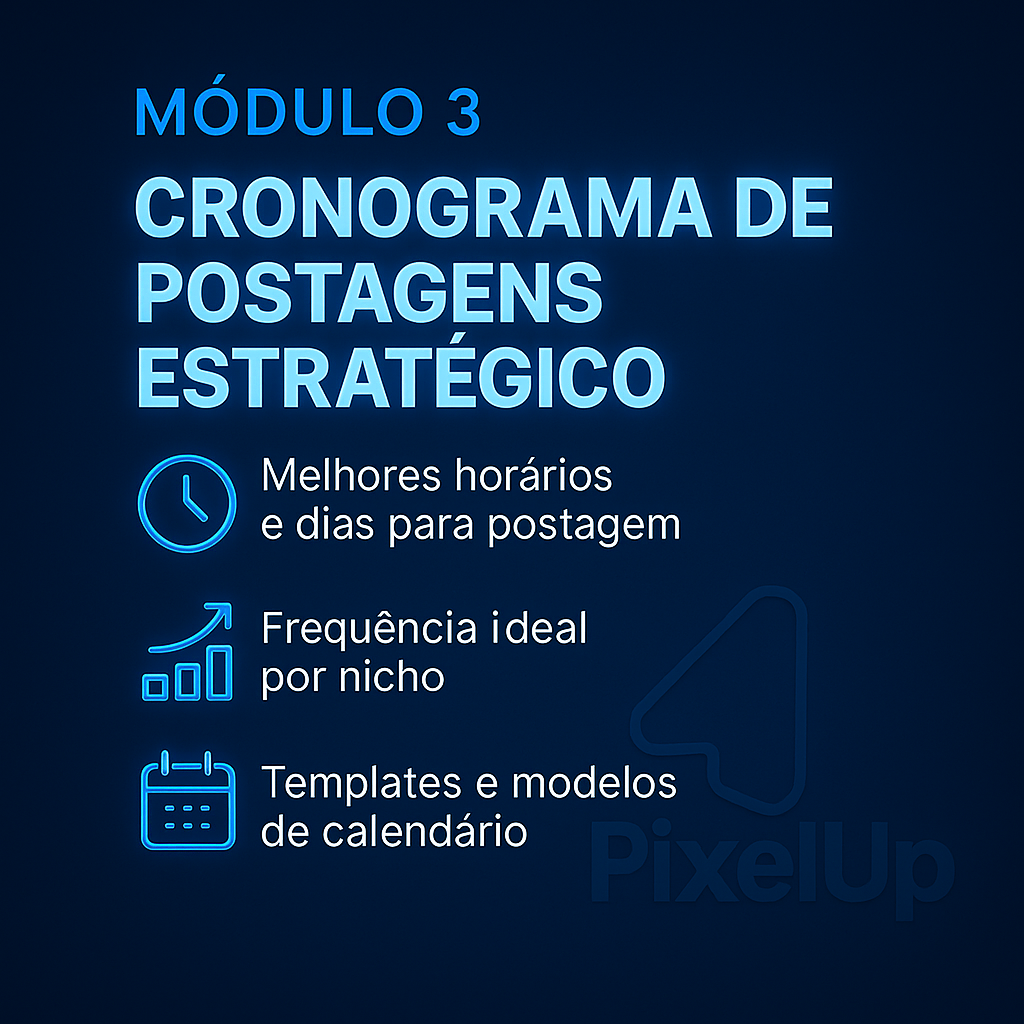 MÓDULO 3
CRONOGRAMA DE
POSTAGENS
ESTRATÉGICO
Melhores horários
e dias para postagem
Frequência ideal
por nicho
Templates e modelos
de calendário
PixelUp